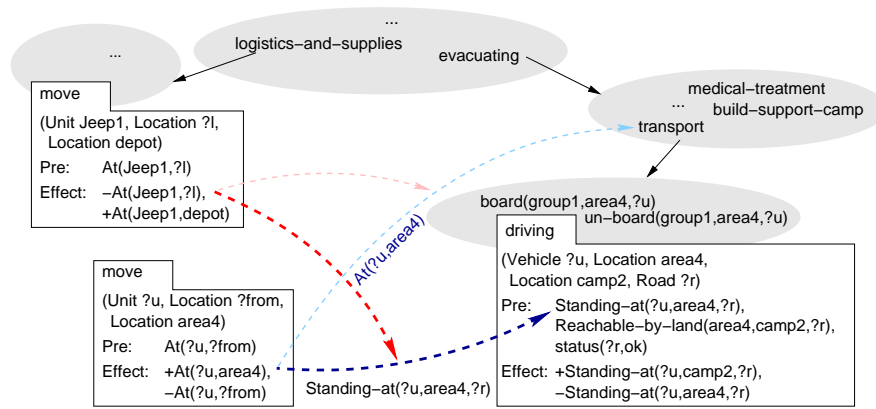 ...
logistics−and−supplies
evacuating
...
medical−treatment
...
build−support−camp
transport
move
(Unit Jeep1, Location ?l,
Location depot)
Pre: At(Jeep1,?l)
Effect: −At(Jeep1,?l),
+At(Jeep1,depot)
board(group1,area4,?u)
un−board(group1,area4,?u)
At(?u,area4)
driving
(Vehicle ?u, Location area4,
Location camp2, Road ?r)
Pre: Standing−at(?u,area4,?r),
Reachable−by−land(area4,camp2,?r),
status(?r,ok)
Effect: +Standing−at(?u,camp2,?r),
−Standing−at(?u,area4,?r)
move
(Unit ?u, Location ?from,
Location area4)
Pre: At(?u,?from)
Effect: +At(?u,area4),
−At(?u,?from)
Standing−at(?u,area4,?r)